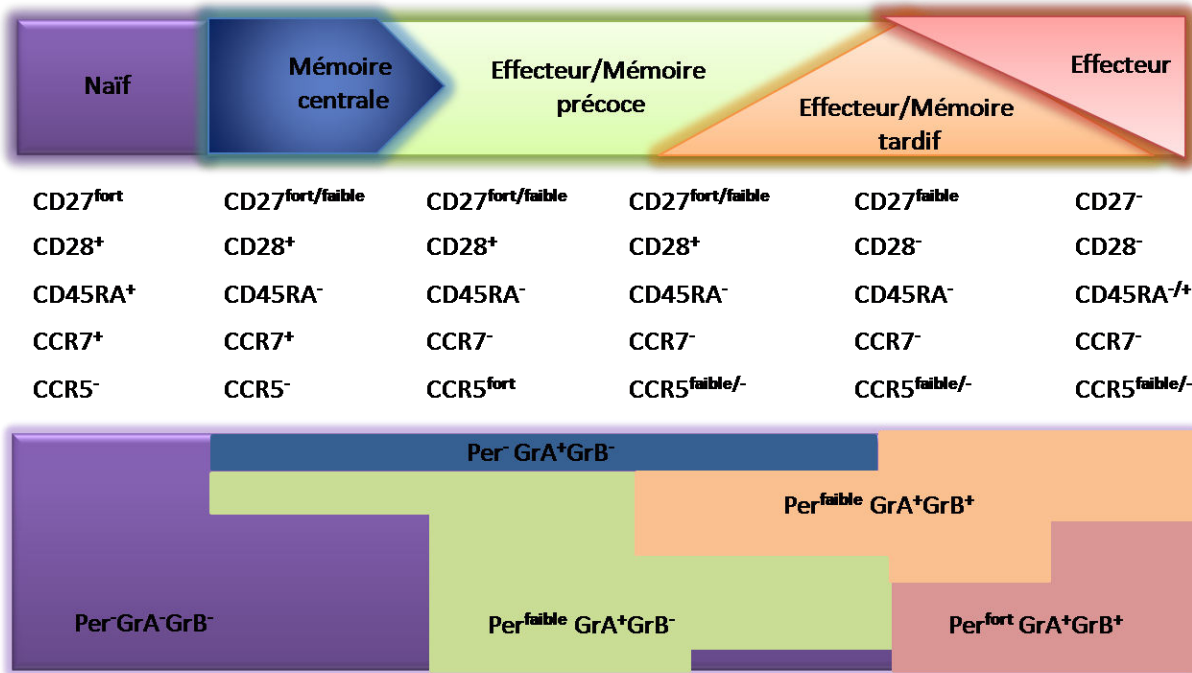 Naïf
Mémoire
centrale
Effecteur/Mémoire
précoce
Effecteur/Mémoire
tardif
Effecteur
CD27fort CD27fort/faible CD27fort/faible CD27fort/faible CD27faible CD27-
CD28+ CD28+ CD28+ CD28+ CD28- CD28-
CD45RA+ CD45RA- CD45RA- CD45RA- CD45RA- CD45RA-/+
CCR7+ CCR7+ CCR7- CCR7- CCR7- CCR7-
CCR5- CCR5- CCR5fort CCR5faible/- CCR5faible/- CCR5faible/-
Per- GrA+GrB-
Perfaible GrA+GrB+
Per-GrA-GrB- Perfaible GrA+GrB- Perfort GrA+GrB+